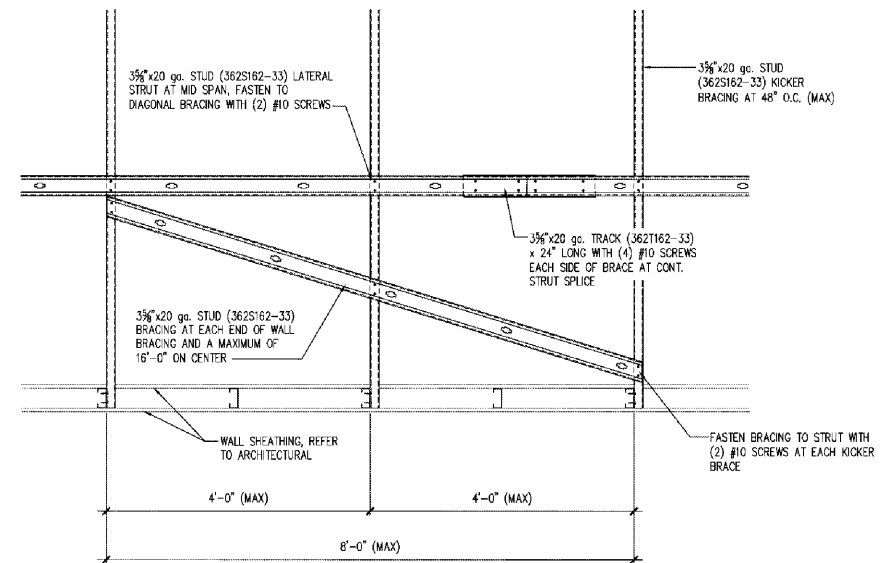 3⅝"x20 ga. STUD (362S162-33) LATERAL
STRUT AT MID SPAN, FASTEN TO
DIAGONAL BRACING WITH (2) #10 SCREWS
3⅝"x20 ga. STUD
(362S162-33) KICKER
BRACING AT 48" O.C. (MAX)
3⅝"x20 ga. TRACK (362T162-33)
x 24" LONG WITH (4) #10 SCREWS
EACH SIDE OF BRACE AT CONT.
STRUT SPLICE
3⅝"x20 ga. STUD (362S162-33)
BRACING AT EACH END OF WALL
BRACING AND A MAXIMUM OF
16'-0" ON CENTER
WALL SHEATHING, REFER
TO ARCHITECTURAL
FASTEN BRACING TO STRUT WITH
(2) #10 SCREWS AT EACH KICKER
BRACE
4'-0" (MAX)
4'-0" (MAX)
8'-0" (MAX)